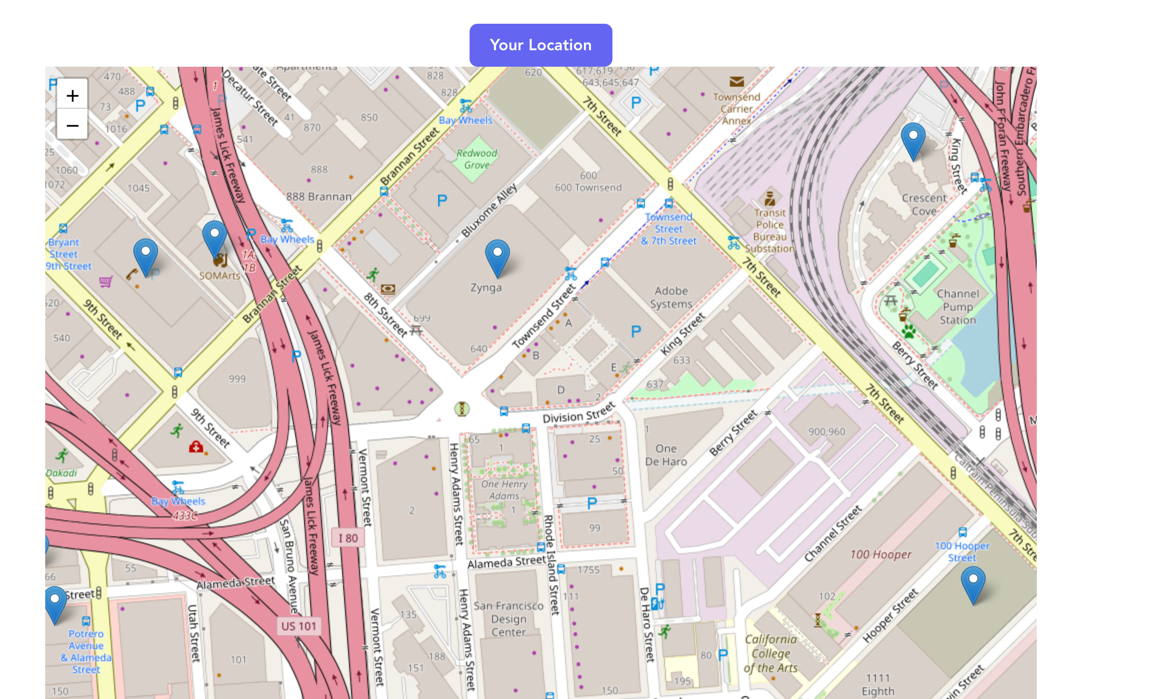 Your Location
+
−
470
488
1016
1060
1072
1045
Decatur Street
541
41
870
850
828
828
888
888 Brannan
James Lick Freeway
Brannan Street
Bay Wheels
Redwood
Grove
620
617,619
643,645,647
7th Street
Townsend
Carrier
Annex
600
600 Townsend
Bluxome Alley
Townsend
Street
& 7th Street
Transit
Police
Bureau
Substation
Crescent
Cove
King Street
John F Foran Freeway
Southern Embarcadero Fr
Bryant
Street
9th Street
SOMArts
1A
1B
Bay Wheels
Brannan Street
Zynga
8th Street
699
640
Townsend Street
Adobe
Systems
7th Street
King Street
Channel
Pump
Station
Berry Street
620
540
9th Street
999
James Lick Freeway
A
B
D
E
2
633
637
Division Street
7th Street
9th Street
Dakadi
Bay Wheels
433C
Vermont Street
Henry Adams Street
65
1
One Henry
Adams
1
25
50
99
1
One
De Haro
Berry Street
900,960
Channel Street
100 Hooper
100 Hooper
Street
7th Street
2
I 80
James Lick Freeway
San Bruno Avenue
Alameda Street
55
66
Street
Alameda Street
Rhode Island Street
1755
111
De Haro Street
US 101
Utah Street
101
Vermont Street
135
151
188
Henry Adams Street
San Francisco
Design
Center
Potrero
Avenue
& Alameda
Street
150
150
195
80
California
College
of the Arts
102
Hooper Street
1111
Eighth